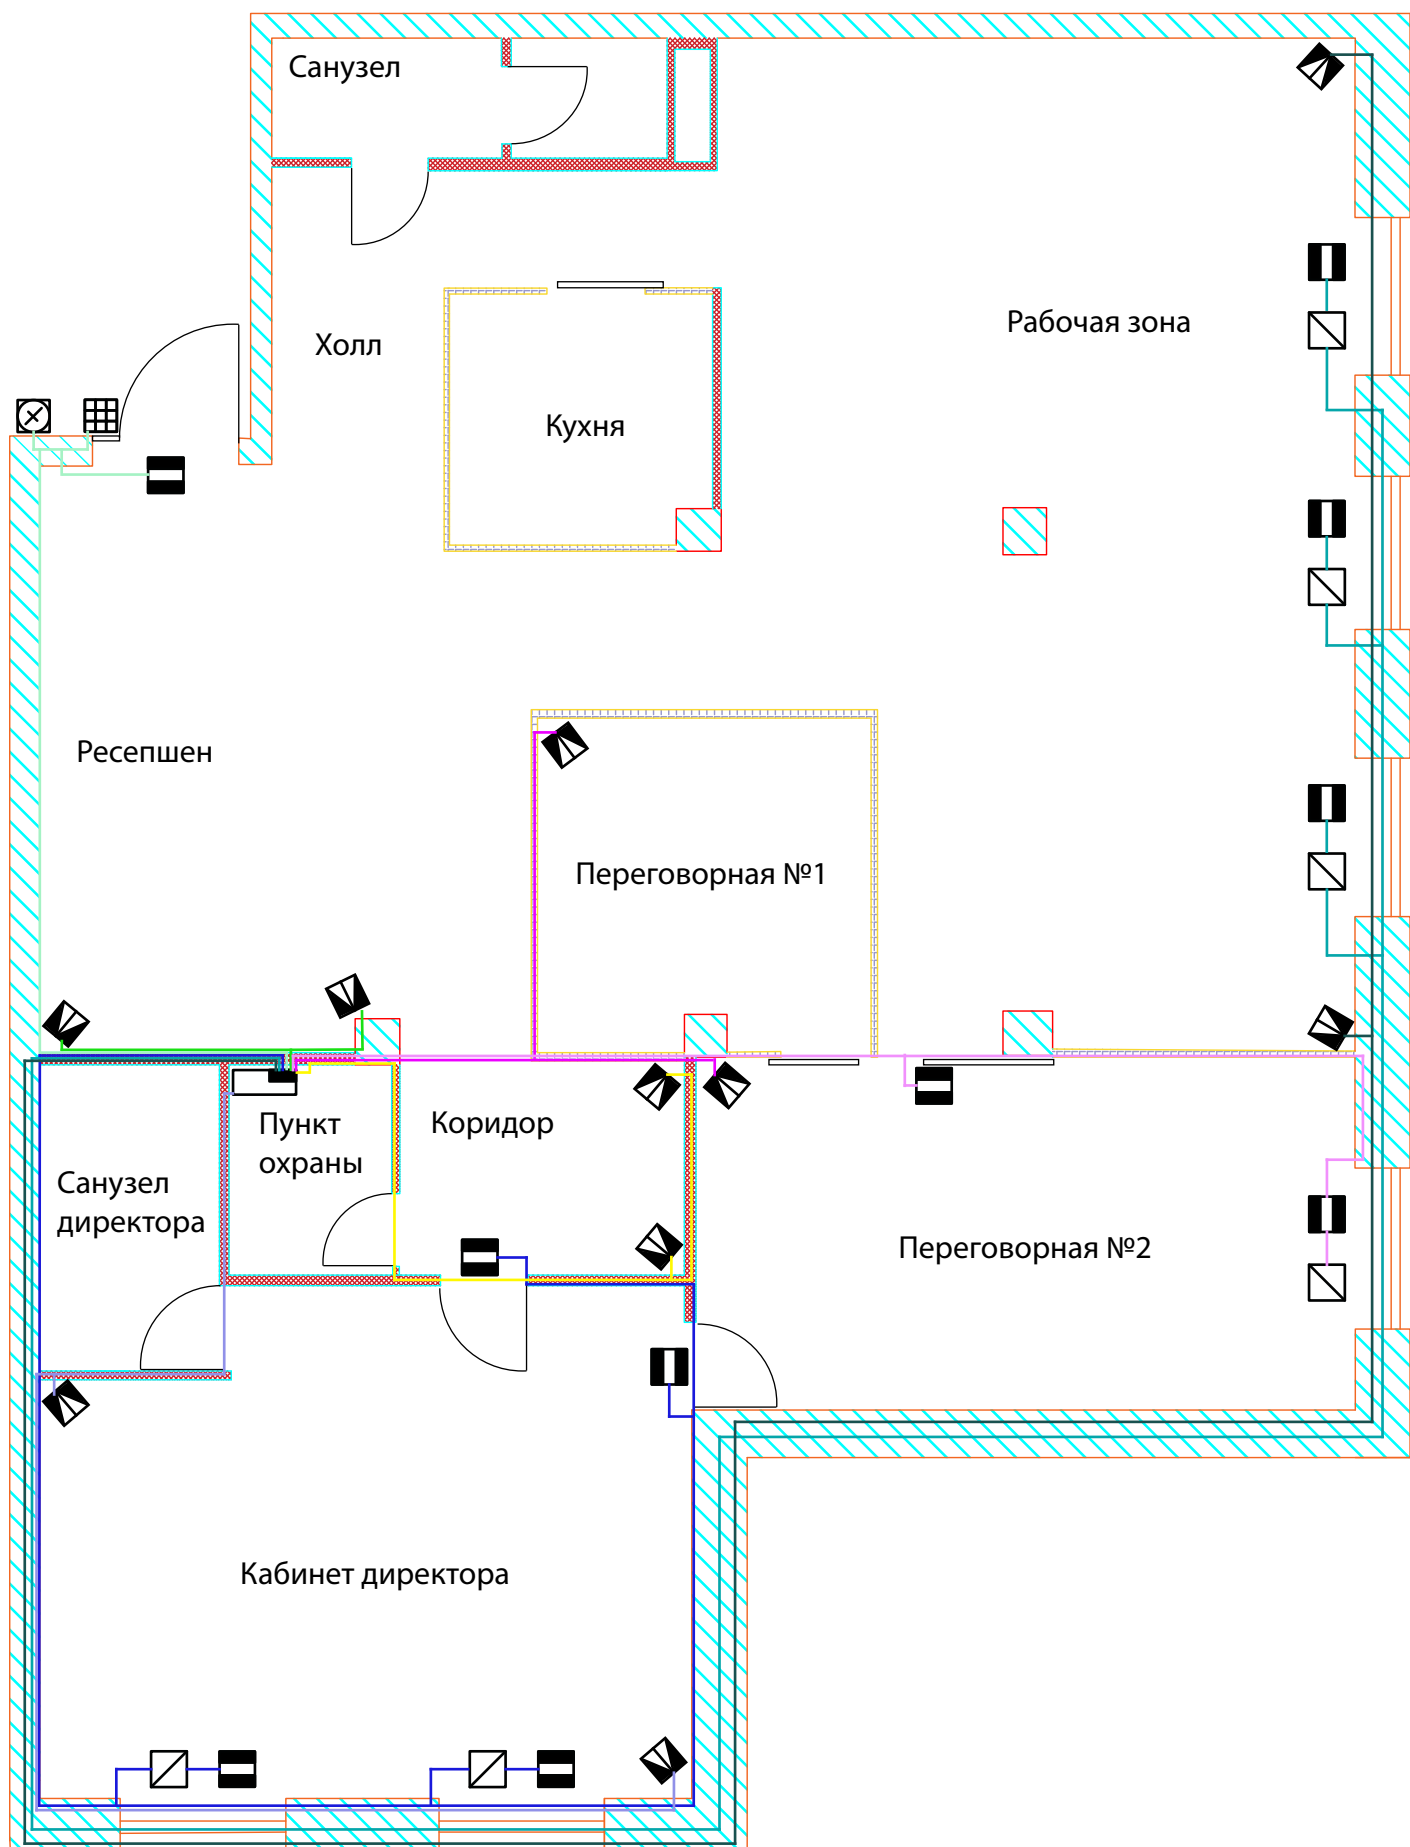 Санузел
Рабочая зона
Холл
Кухня
Ресепшен
Переговорная №1
Пункт
охраны
Коридор
Санузел
директора
Переговорная №2
Кабинет директора